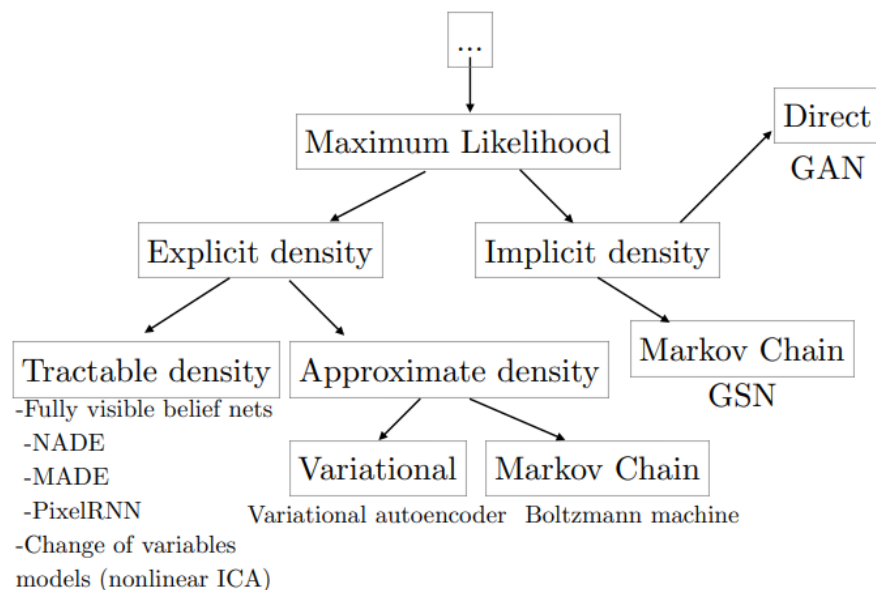 ...
Maximum Likelihood
Direct
GAN
Explicit density
Implicit density
Tractable density
-Fully visible belief nets
-NADE
-MADE
-PixelRNN
-Change of variables
models (nonlinear ICA)
Approximate density
Variational
Variational autoencoder
Markov Chain
Boltzmann machine
Markov Chain
GSN